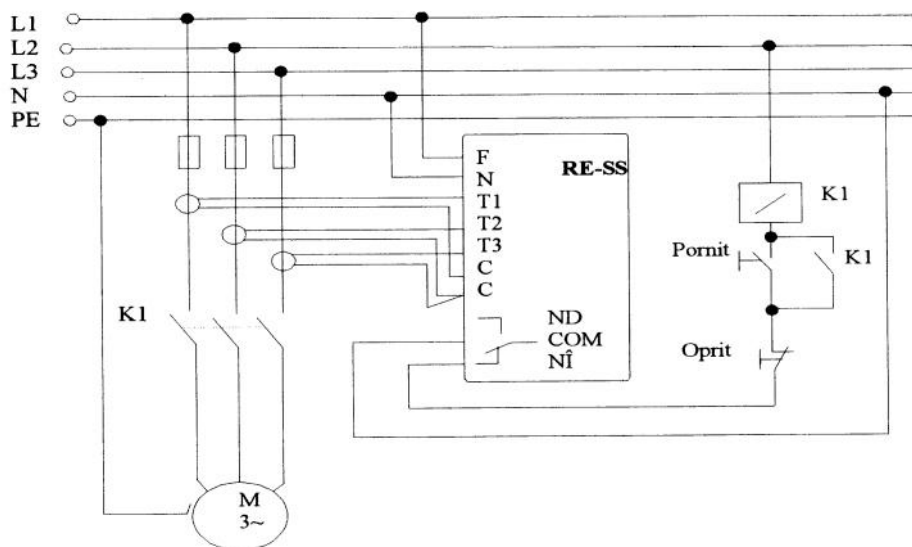 L1
L2
L3
N
PE
F
N
T1
T2
T3
C
C
RE-SS
ND
COM
NÎ
K1
Pornit
K1
Oprit
K1
M
3~